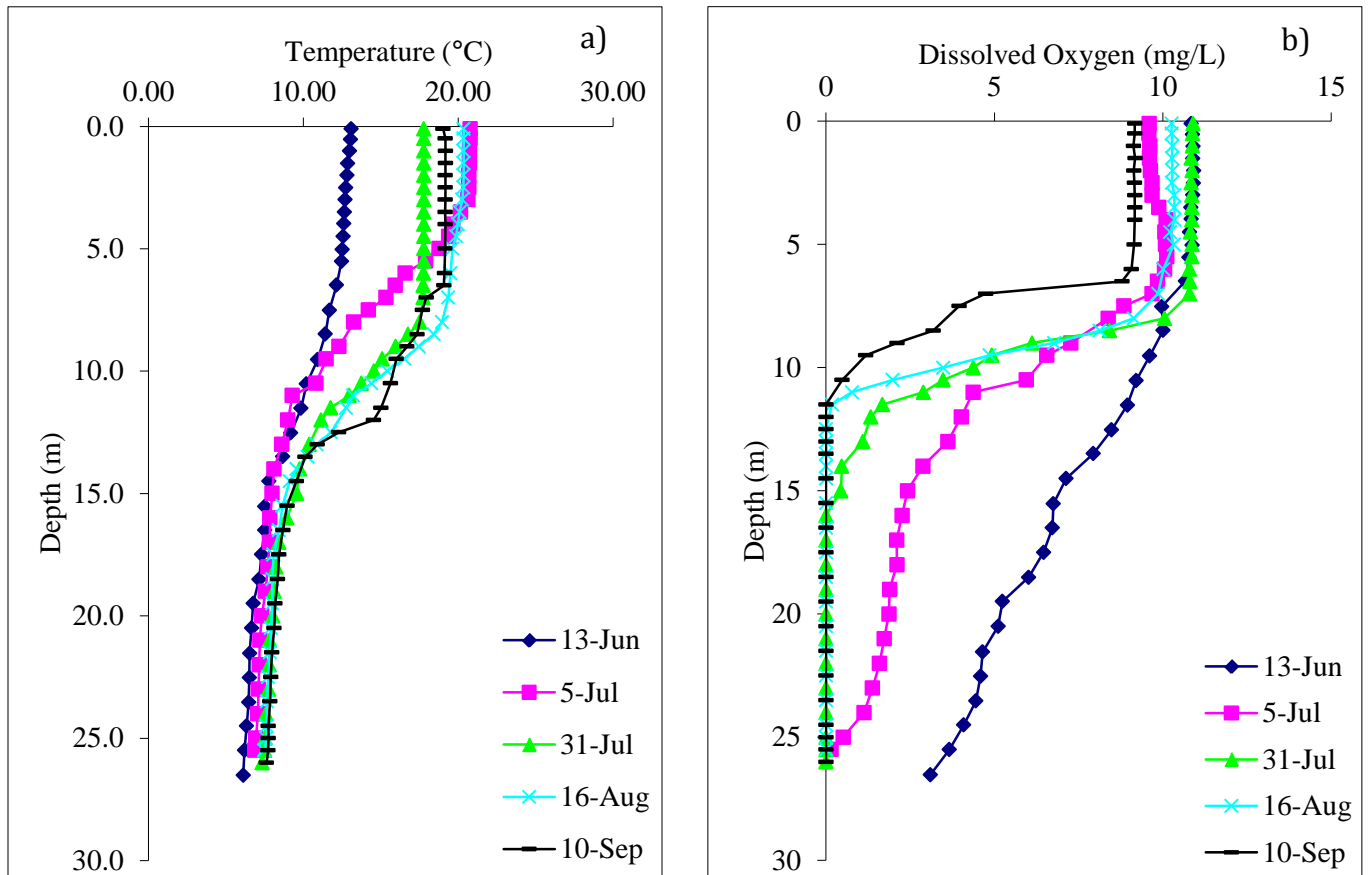 a)
Temperature (°C)
0.00 10.00 20.00 30.00
0.0
5.0
10.0
15.0
20.0
25.0
30.0
Depth (m)
13-Jun
5-Jul
31-Jul
16-Aug
10-Sep
b)
Dissolved Oxygen (mg/L)
0 5 10 15
0
5
10
15
20
25
30
Depth (m)
13-Jun
5-Jul
31-Jul
16-Aug
10-Sep